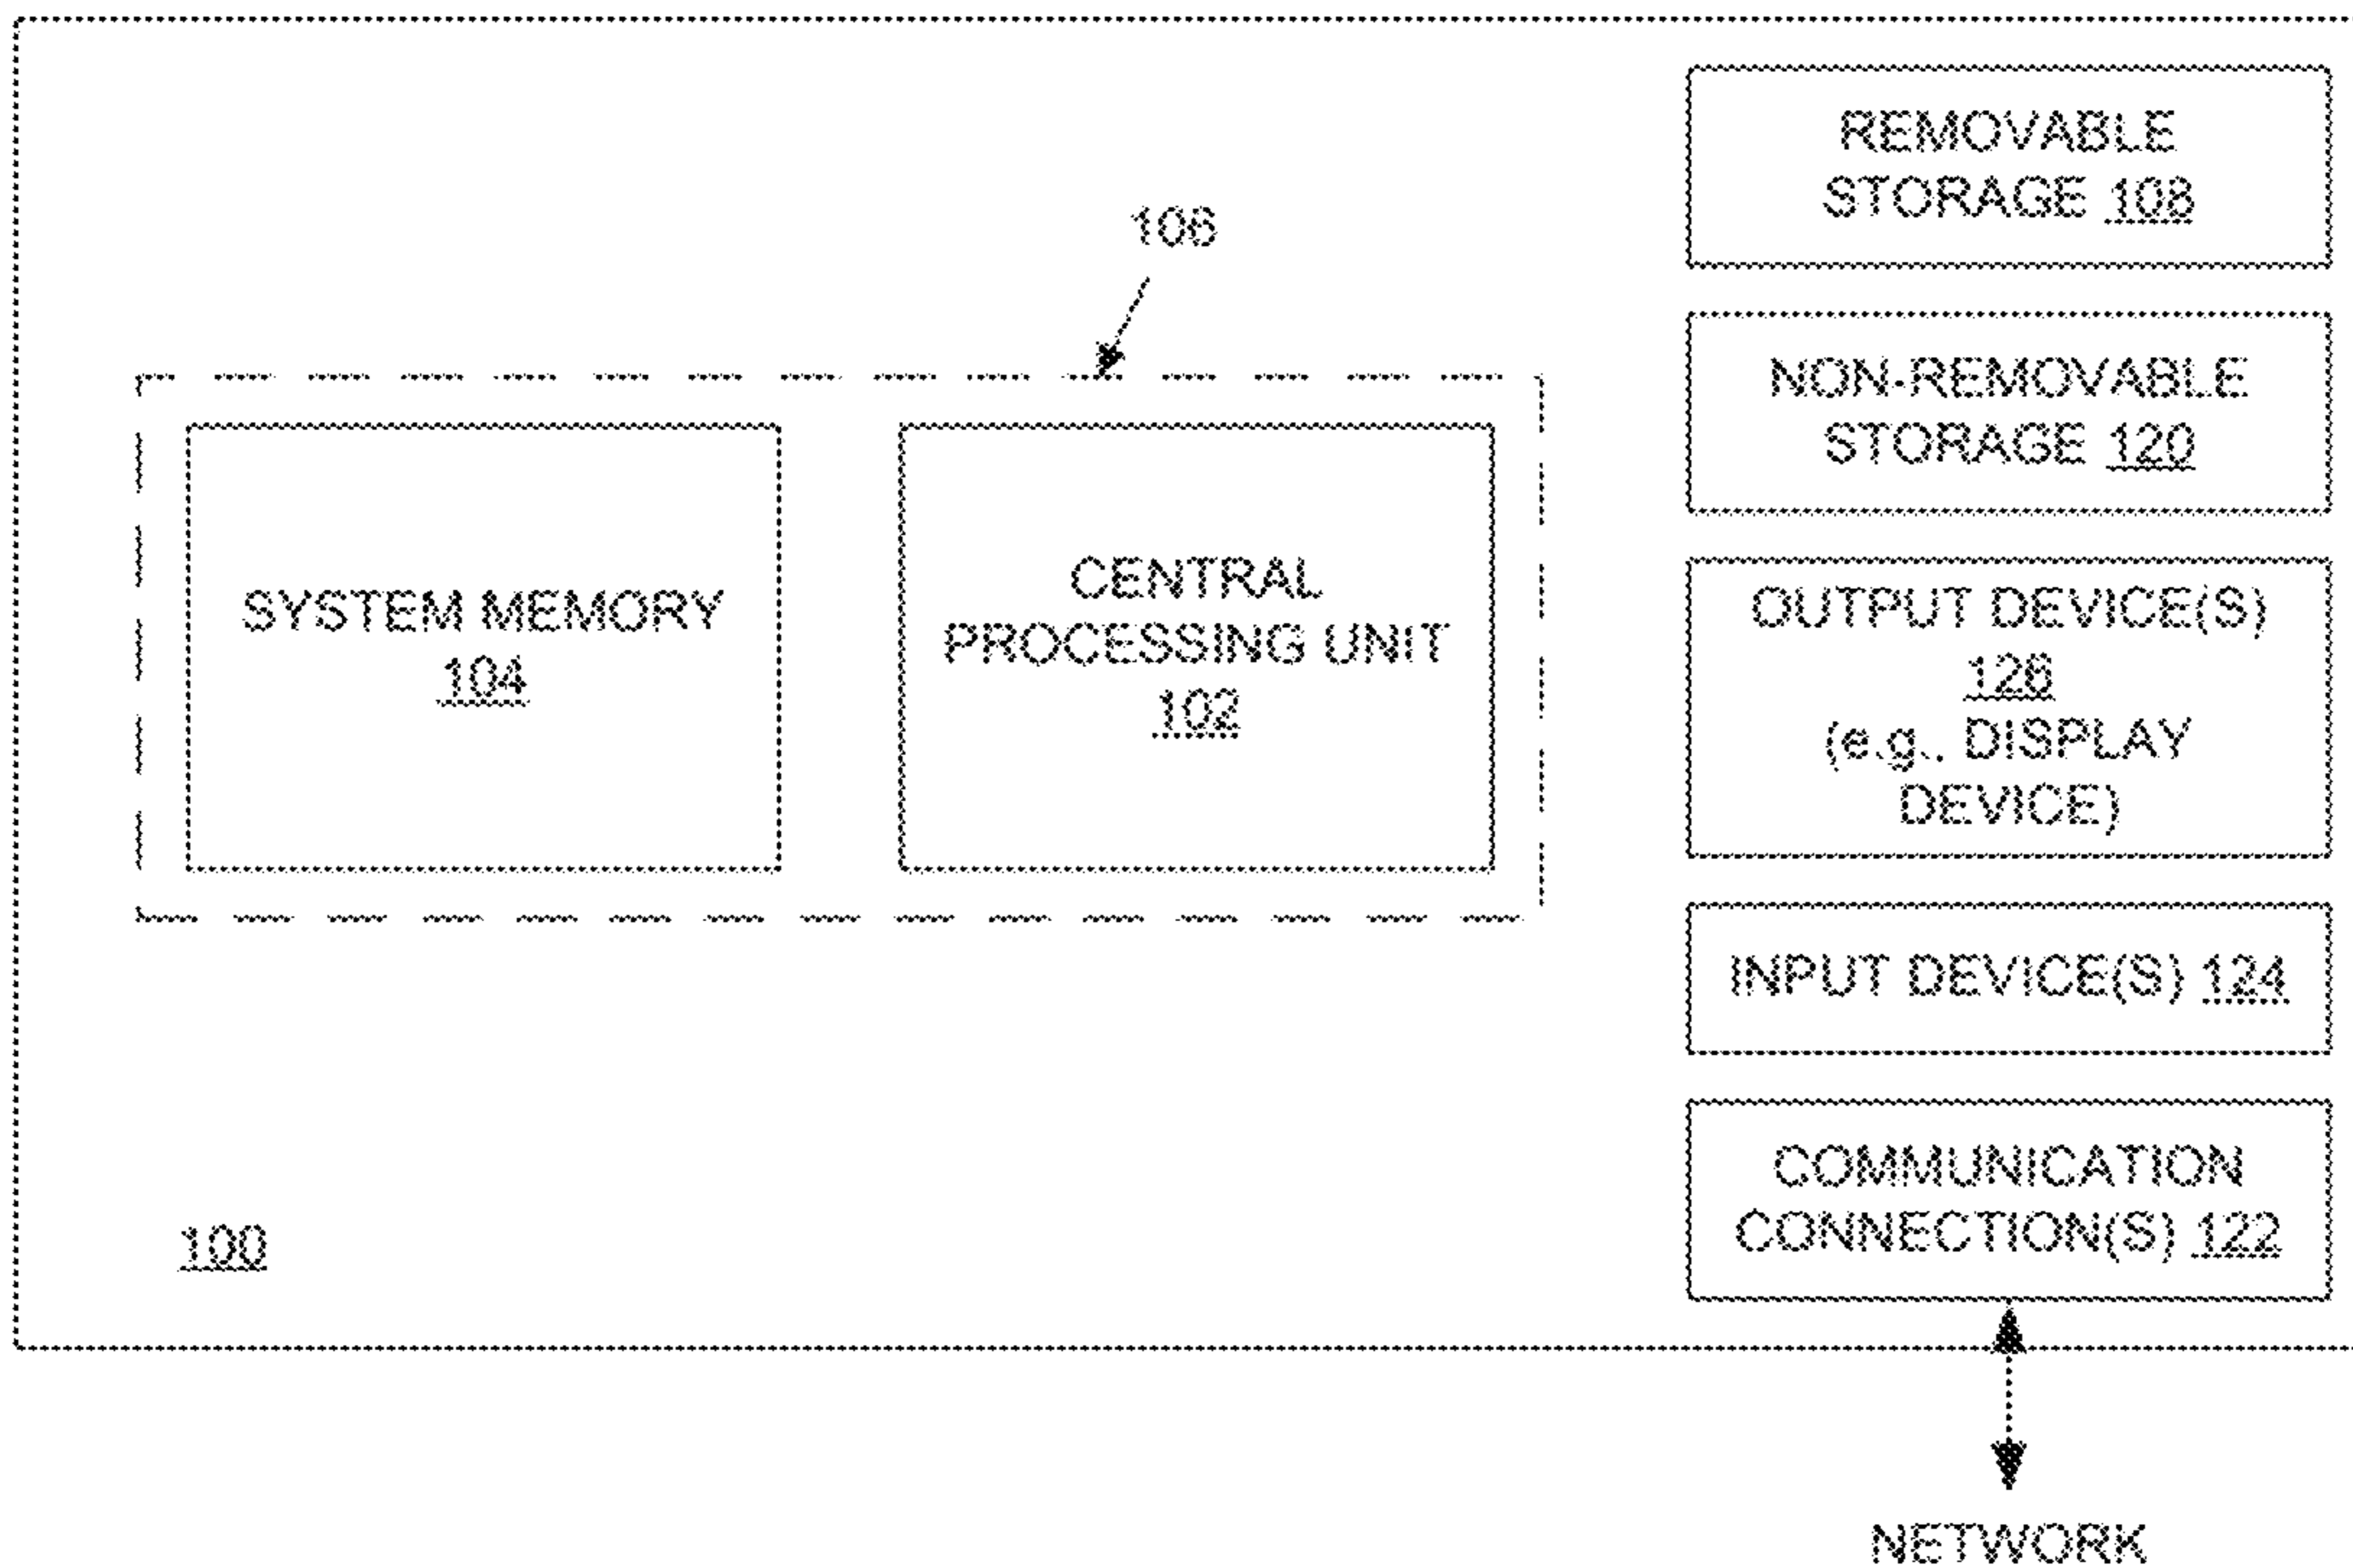 106
SYSTEM MEMORY
104
CENTRAL
PROCESSING UNIT
102
100
REMOVABLE
STORAGE 108
NON-REMOVABLE
STORAGE 120
OUTPUT DEVICE(S)
126
(e.g., DISPLAY
DEVICE)
INPUT DEVICE(S) 124
COMMUNICATION
CONNECTION(S) 122
NETWORK